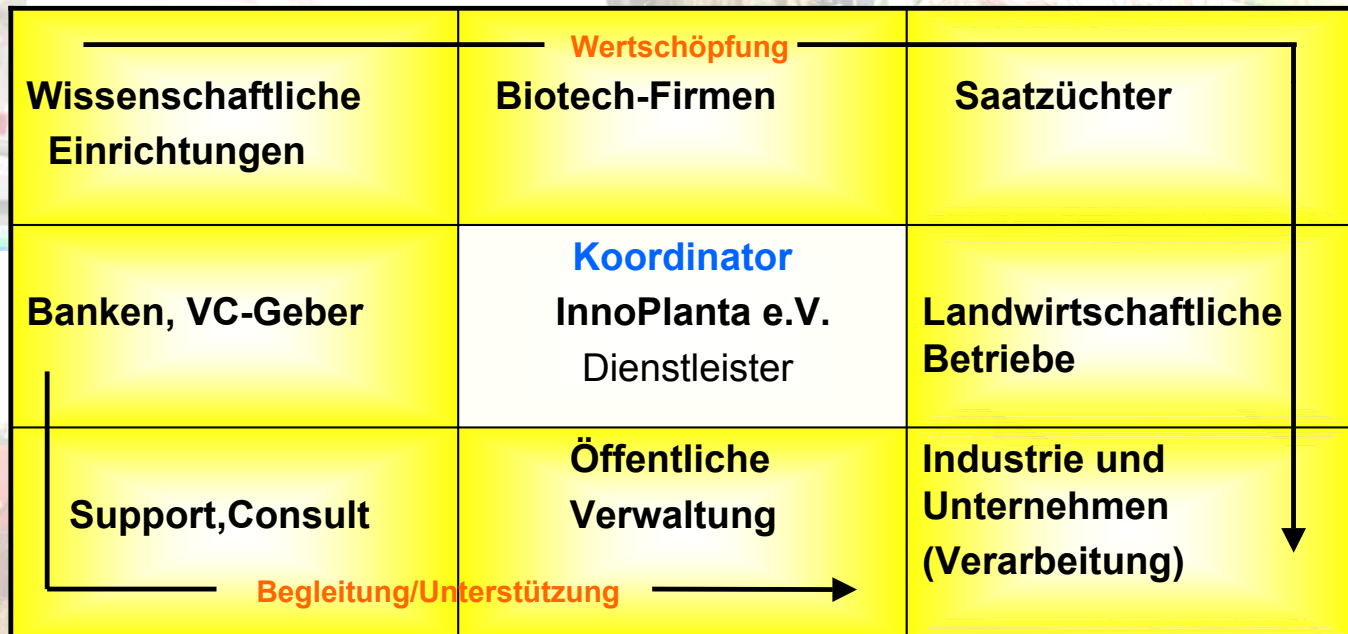 Wertschöpfung
Wissenschaftliche
Einrichtungen
Biotech-Firmen
Saatzüchter
Banken, VC-Geber
Koordinator
InnoPlanta e.V.
Dienstleister
Landwirtschaftliche
Betriebe
Support,Consult
Öffentliche
Verwaltung
Industrie und
Unternehmen
(Verarbeitung)
Begleitung/Unterstützung